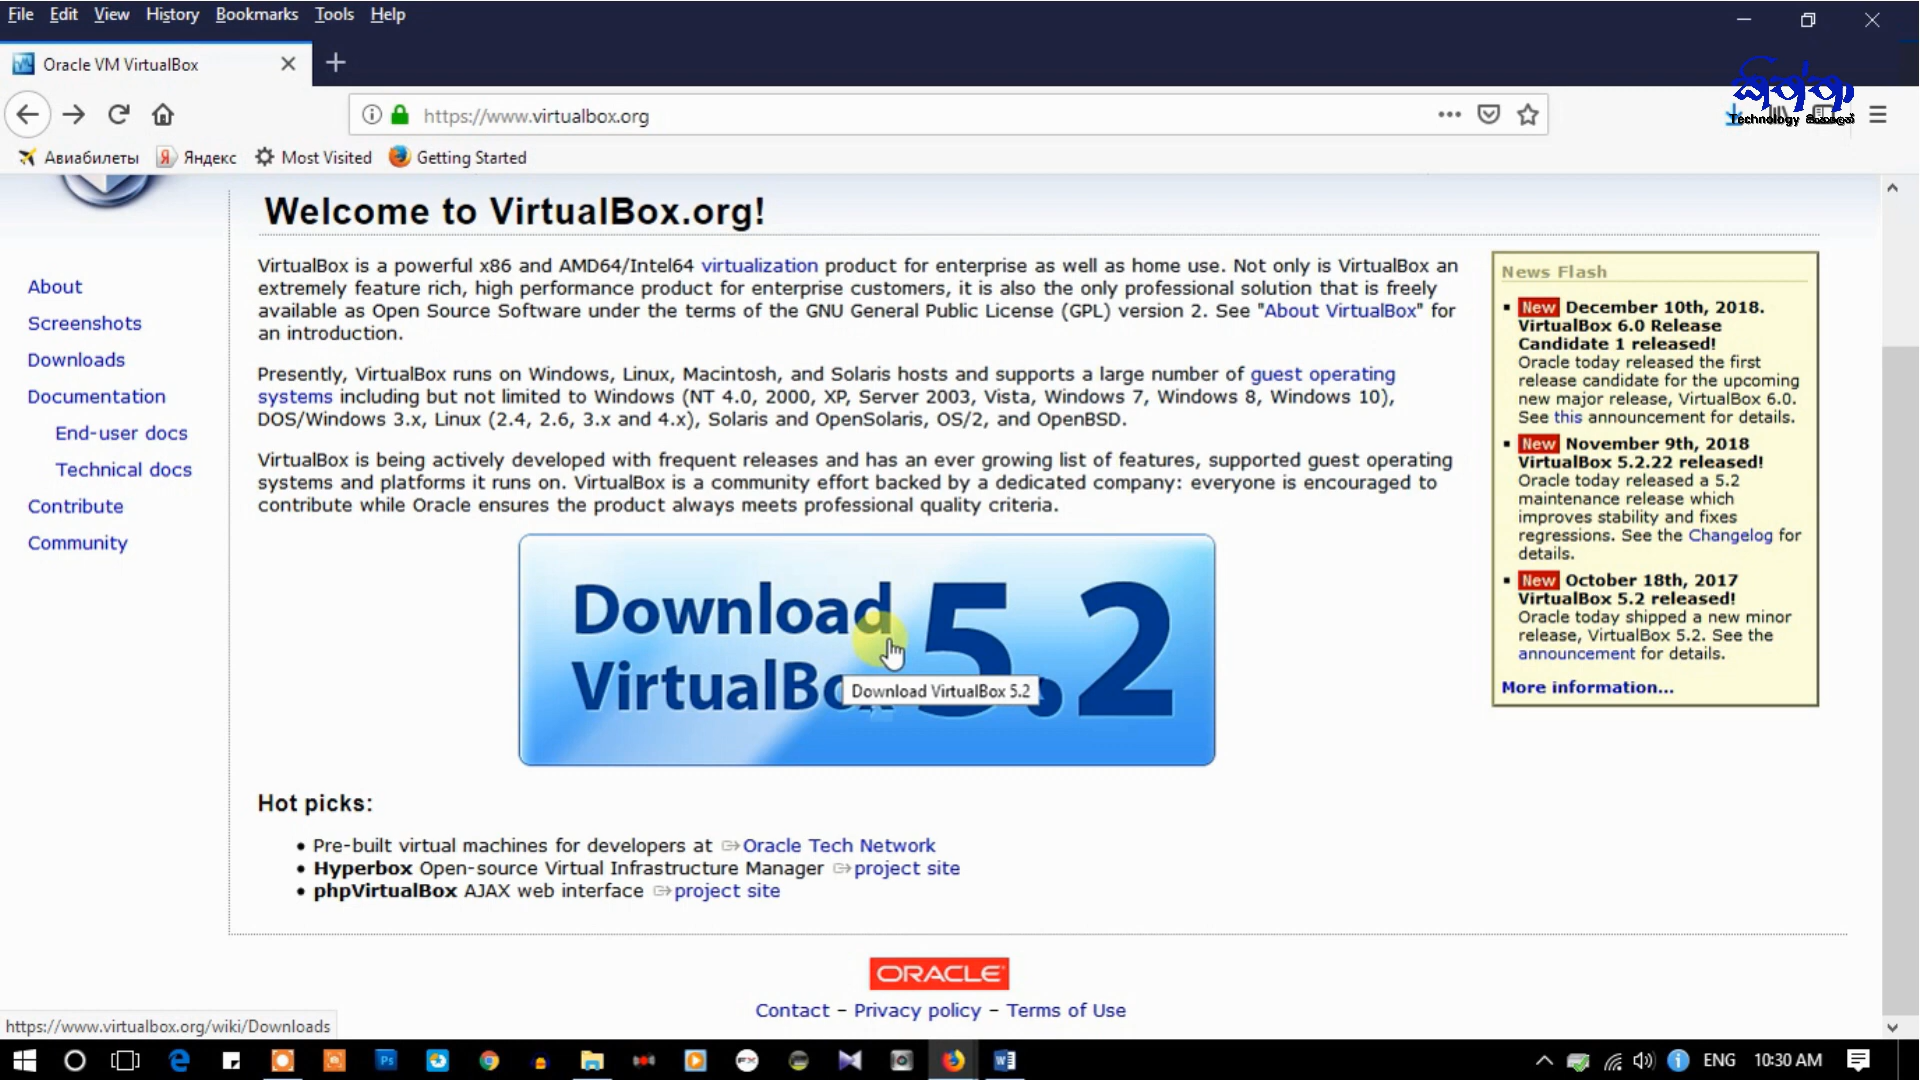 File Edit View History Bookmarks Tools Help
Oracle VM VirtualBox
https://www.virtualbox.org
Technology
Авиабилеты Яндекс Most Visited Getting Started
Welcome to VirtualBox.org!
About
Screenshots
Downloads
Documentation
End-user docs
Technical docs
Contribute
Community
VirtualBox is a powerful x86 and AMD64/Intel64 virtualization product for enterprise as well as home use. Not only is VirtualBox an
extremely feature rich, high performance product for enterprise customers, it is also the only professional solution that is freely
available as Open Source Software under the terms of the GNU General Public License (GPL) version 2. See "About VirtualBox" for
an introduction.
Presently, VirtualBox runs on Windows, Linux, Macintosh, and Solaris hosts and supports a large number of guest operating
systems including but not limited to Windows (NT 4.0, 2000, XP, Server 2003, Vista, Windows 7, Windows 8, Windows 10),
DOS/Windows 3.x, Linux (2.4, 2.6, 3.x and 4.x), Solaris and OpenSolaris, OS/2, and OpenBSD.
VirtualBox is being actively developed with frequent releases and has an ever growing list of features, supported guest operating
systems and platforms it runs on. VirtualBox is a community effort backed by a dedicated company: everyone is encouraged to
contribute while Oracle ensures the product always meets professional quality criteria.
Download
VirtualBox 5.2
Download VirtualBox 5.2
News Flash
New December 10th, 2018.
VirtualBox 6.0 Release
Candidate 1 released!
Oracle today released the first
release candidate for the upcoming
new major release, VirtualBox 6.0.
See this announcement for details.
New November 9th, 2018
VirtualBox 5.2.22 released!
Oracle today released a 5.2
maintenance release which
improves stability and fixes
regressions. See the Changelog for
details.
New October 18th, 2017
VirtualBox 5.2 released!
Oracle today shipped a new minor
release, VirtualBox 5.2. See the
announcement for details.
More information...
Hot picks:
Pre-built virtual machines for developers at Oracle Tech Network
Hyperbox Open-source Virtual Infrastructure Manager project site
phpVirtualBox AJAX web interface project site
ORACLE
Contact – Privacy policy – Terms of Use
https://www.virtualbox.org/wiki/Downloads
ENG 10:30 AM